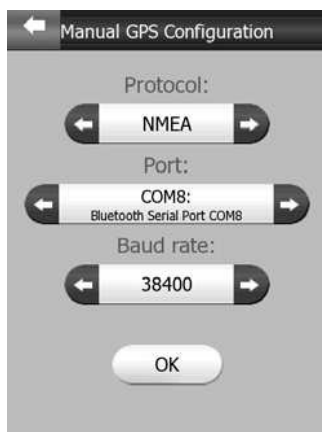 Manual GPS Configuration
Protocol:
NMEA
Port:
COM8:
Bluetooth Serial Port COM8
Baud rate:
38400
OK